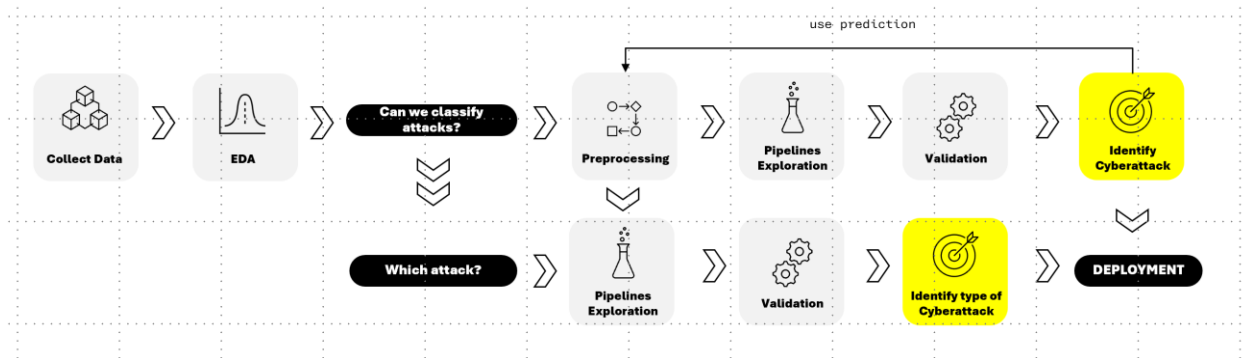 use prediction
Can we classify
attacks?
Collect Data
EDA
Preprocessing
Pipelines
Exploration
Validation
Identify
Cyberattack
Which attack?
Pipelines
Exploration
Validation
Identify type of
Cyberattack
DEPLOYMENT